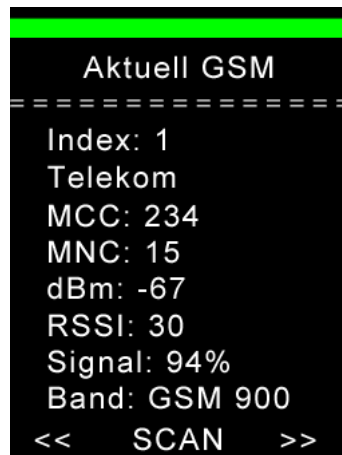 Aktuell GSM
================
Index: 1
Telekom
MCC: 234
MNC: 15
dBm: -67
RSSI: 30
Signal: 94%
Band: GSM 900
<< SCAN >>